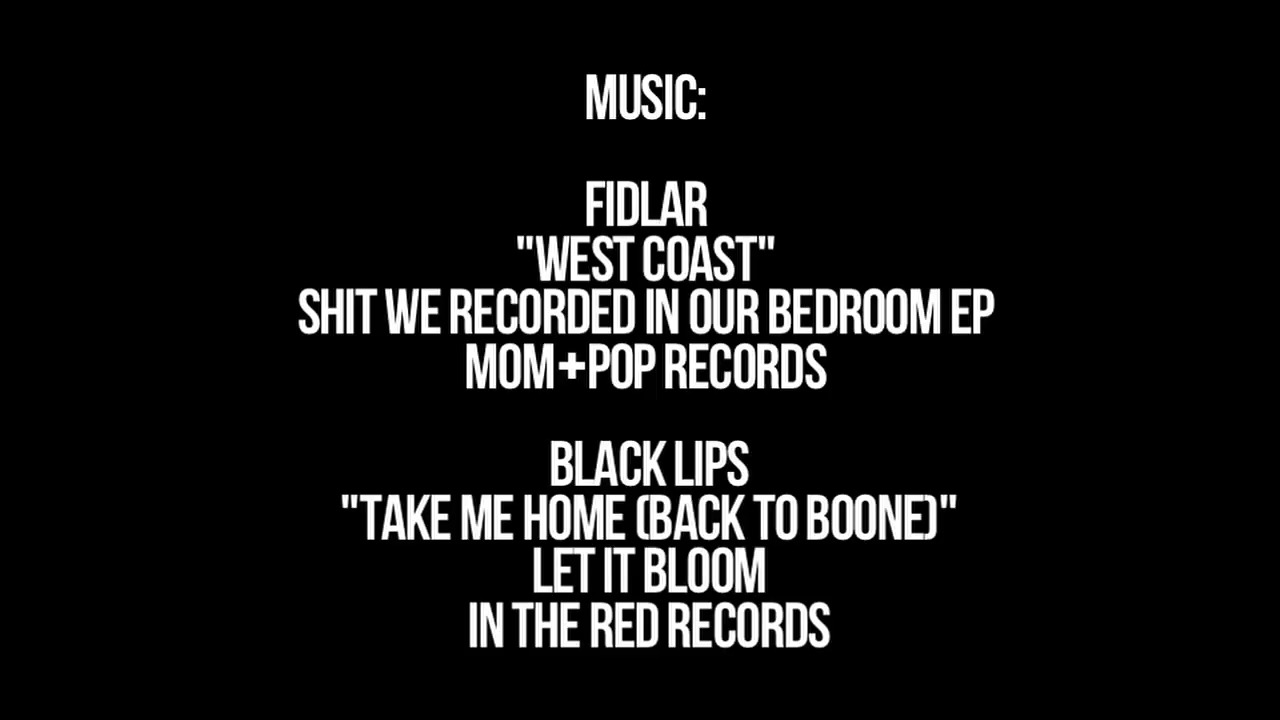 MUSIC:
FIDLAR
"WEST COAST"
SHIT WE RECORDED IN OUR BEDROOM EP
MOM+POP RECORDS
BLACK LIPS
"TAKE ME HOME (BACK TO BOONE)"
LET IT BLOOM
IN THE RED RECORDS